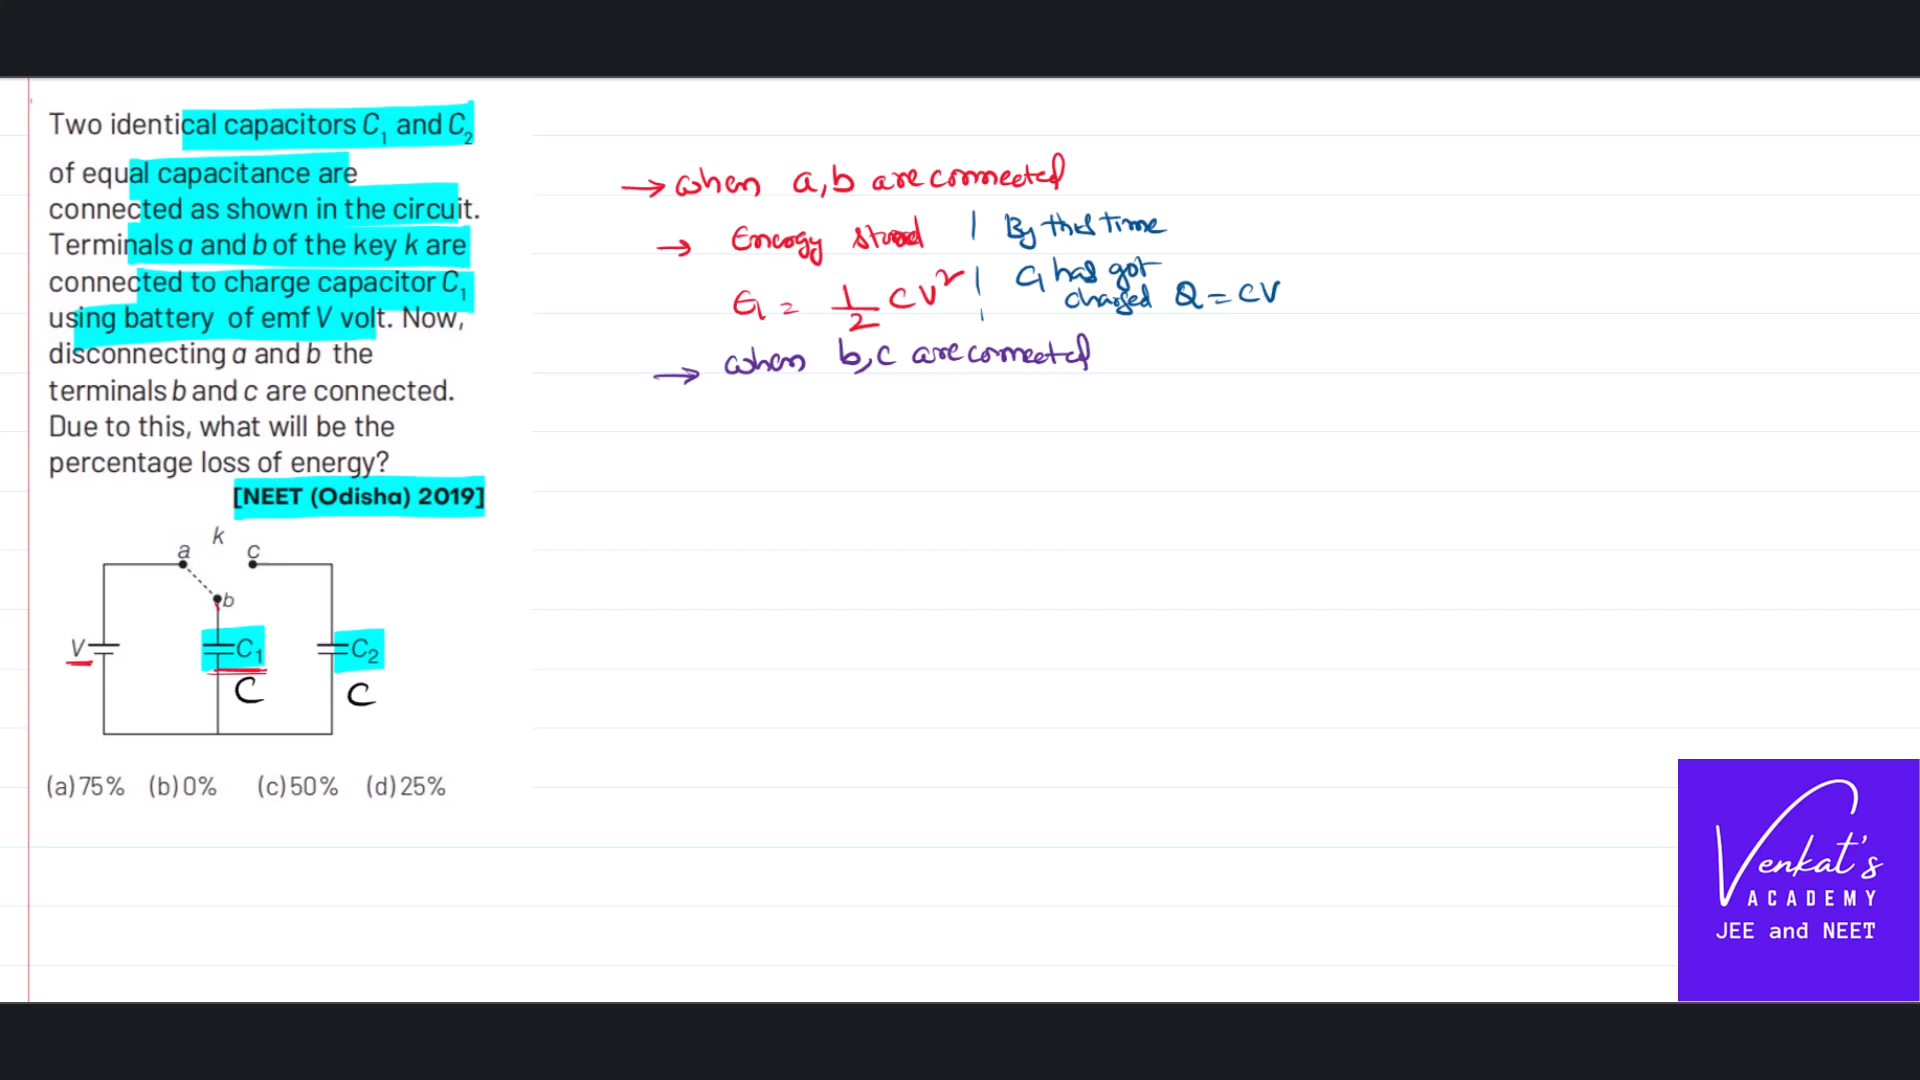 Two identical capacitors C₁ and C₂
of equal capacitance are
connected as shown in the circuit.
Terminals a and b of the key k are
connected to charge capacitor C₁
using battery of emf V volt. Now,
disconnecting a and b the
terminals b and c are connected.
Due to this, what will be the
percentage loss of energy?
[NEET (Odisha) 2019]
k
a c
b
V C₁ C₂
C C
(a) 75% (b) 0% (c) 50% (d) 25%
→ when a, b are connected
→ Energy stored | By this time
E₁ = 1/2 CV² | C₁ has got
charged Q = CV
→ when b, c are connected
Venkat's
ACADEMY
JEE and NEET